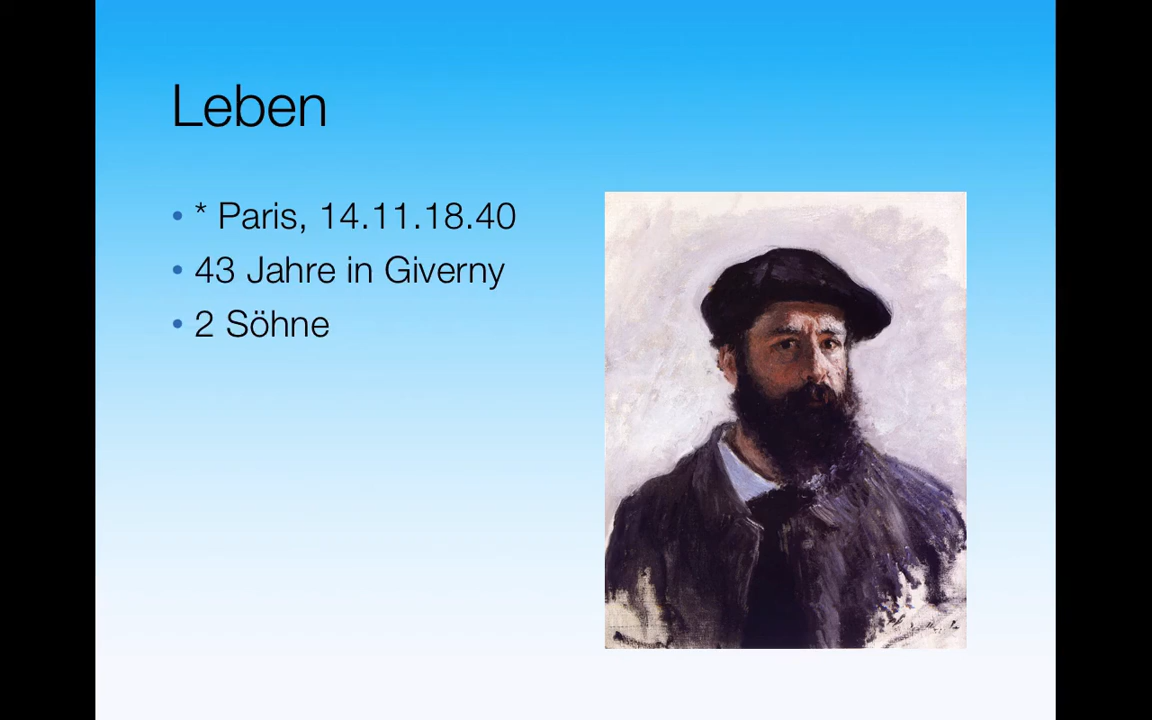 Leben
• * Paris, 14.11.18.40
• 43 Jahre in Giverny
• 2 Söhne